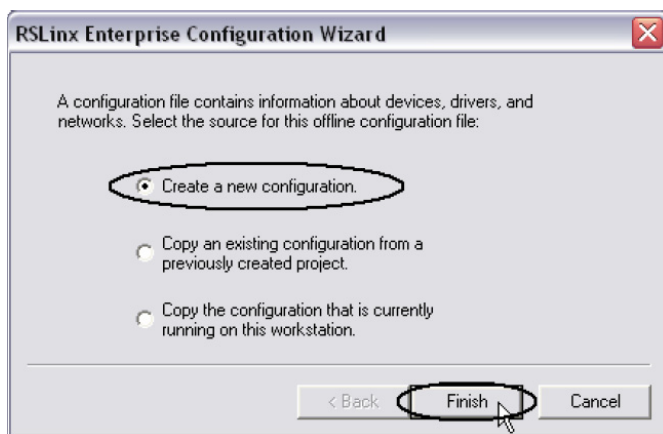 RSLinx Enterprise Configuration Wizard
A configuration file contains information about devices, drivers, and
networks. Select the source for this offline configuration file:
Create a new configuration.
Copy an existing configuration from a
previously created project.
Copy the configuration that is currently
running on this workstation.
< Back
Finish
Cancel